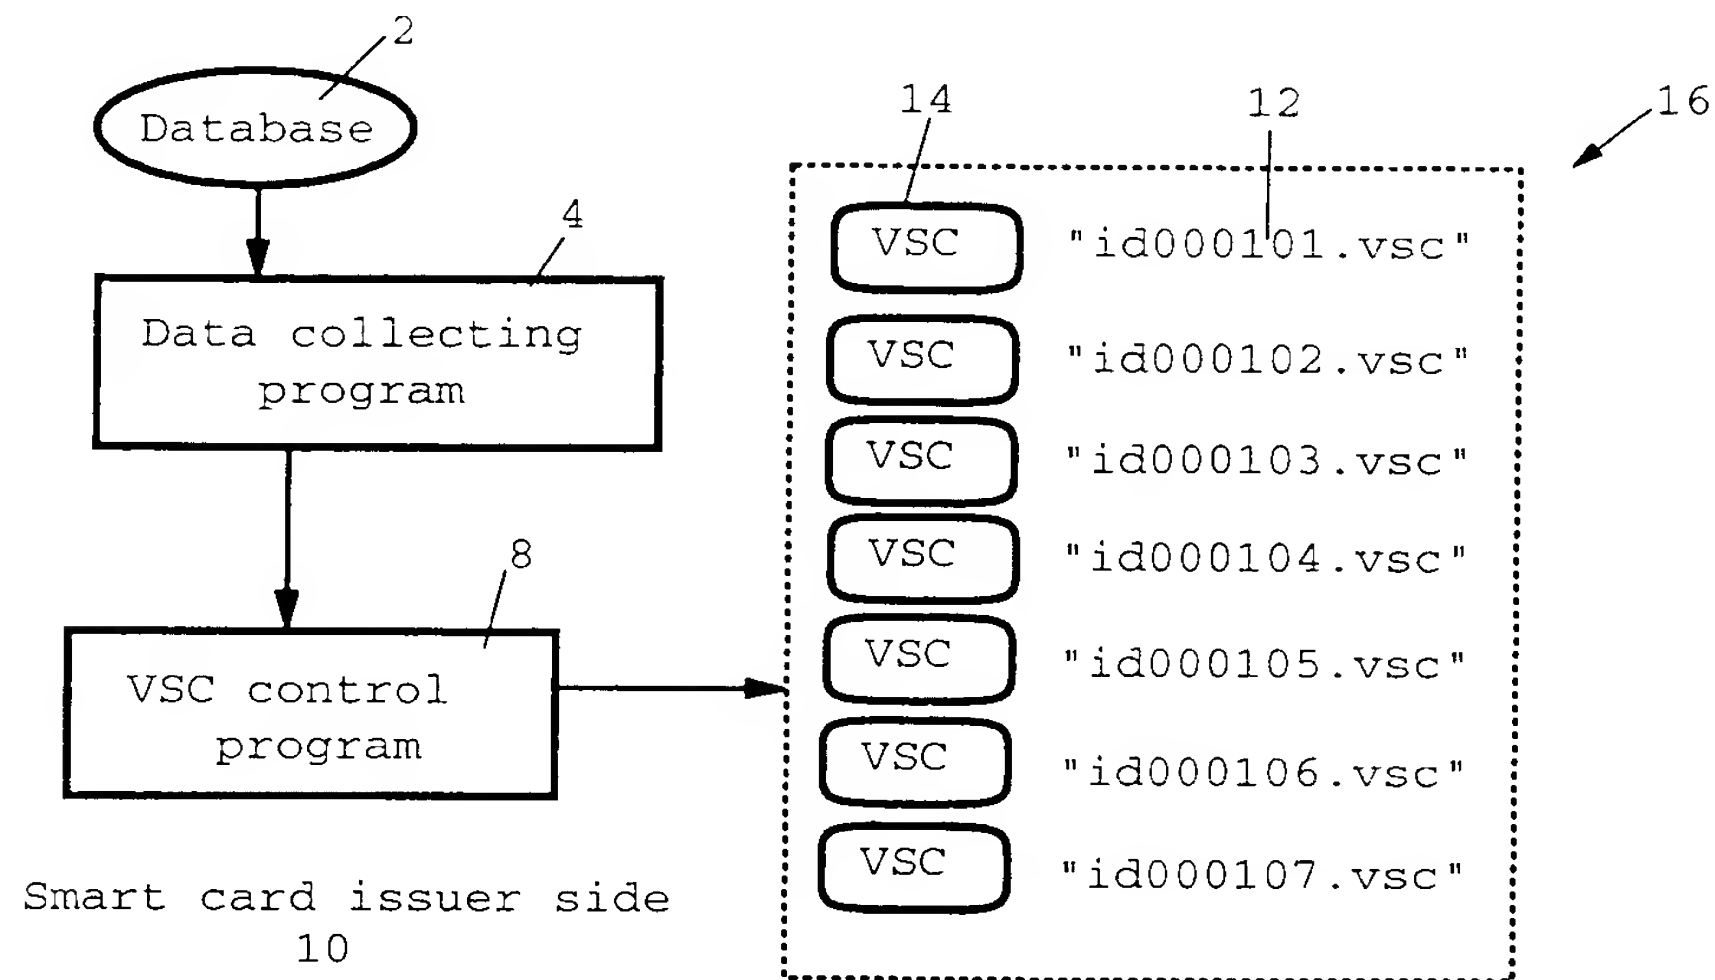 2
Database
4
Data collecting
program
8
VSC control
program
Smart card issuer side
10
14
12
16
VSC "id000101.vsc"
VSC "id000102.vsc"
VSC "id000103.vsc"
VSC "id000104.vsc"
VSC "id000105.vsc"
VSC "id000106.vsc"
VSC "id000107.vsc"